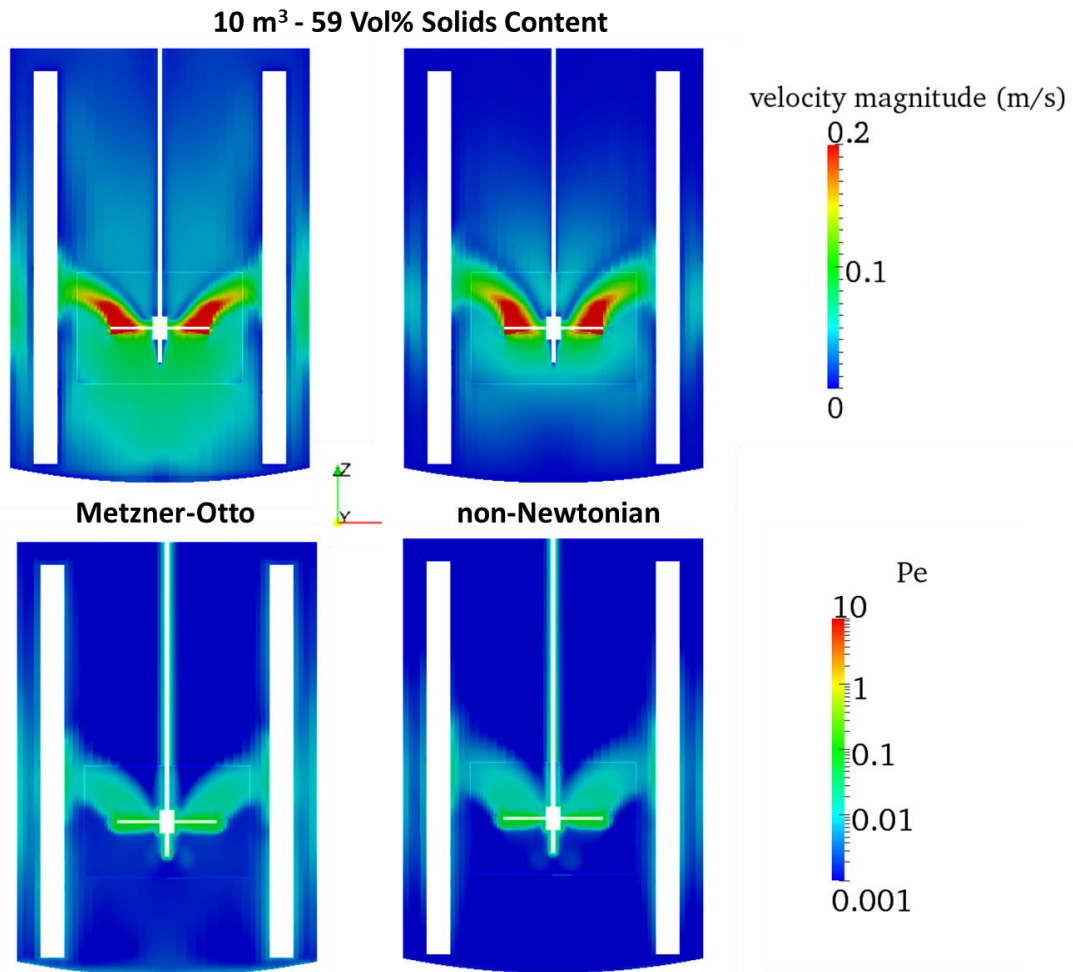 10 m³ - 59 Vol% Solids Content
velocity magnitude (m/s)
0.2
0.1
0
Z
Y
Metzner-Otto
non-Newtonian
Pe
10
1
0.1
0.01
0.001